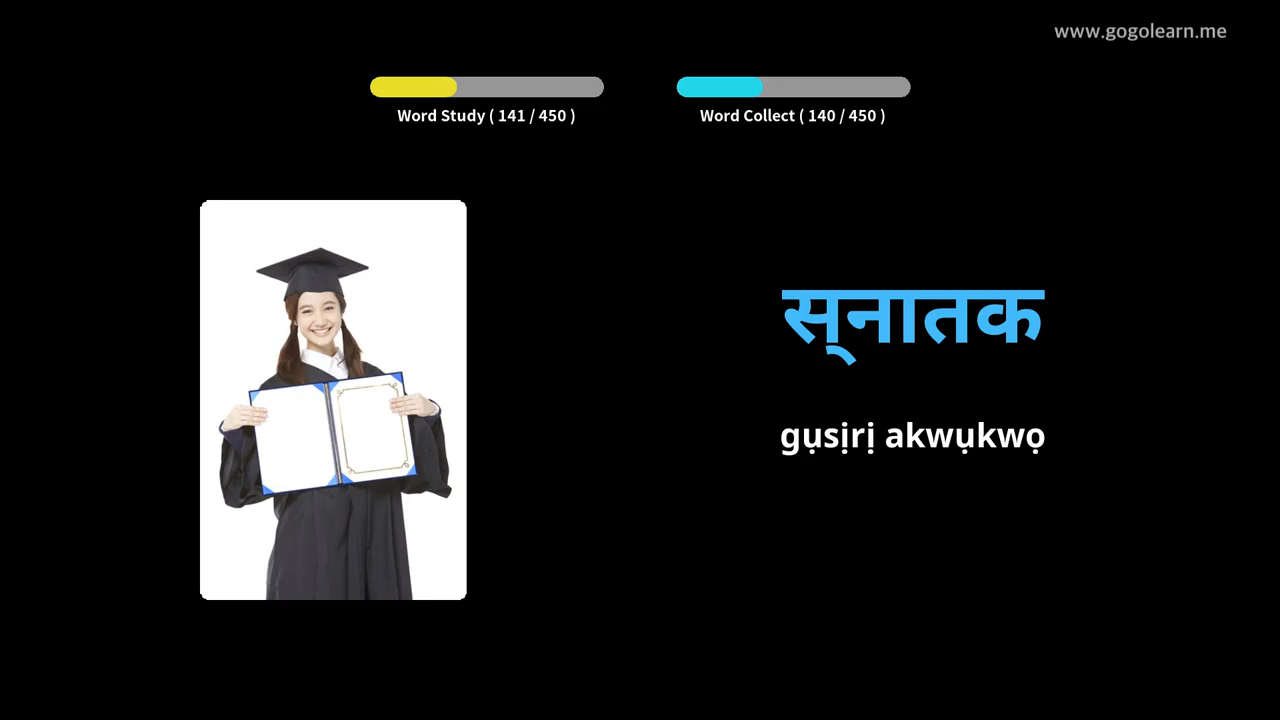 www.gogolearn.me
Word Study ( 141 / 450 )
Word Collect ( 140 / 450 )
स्‌नातक
gụsịrị akwụkwọ